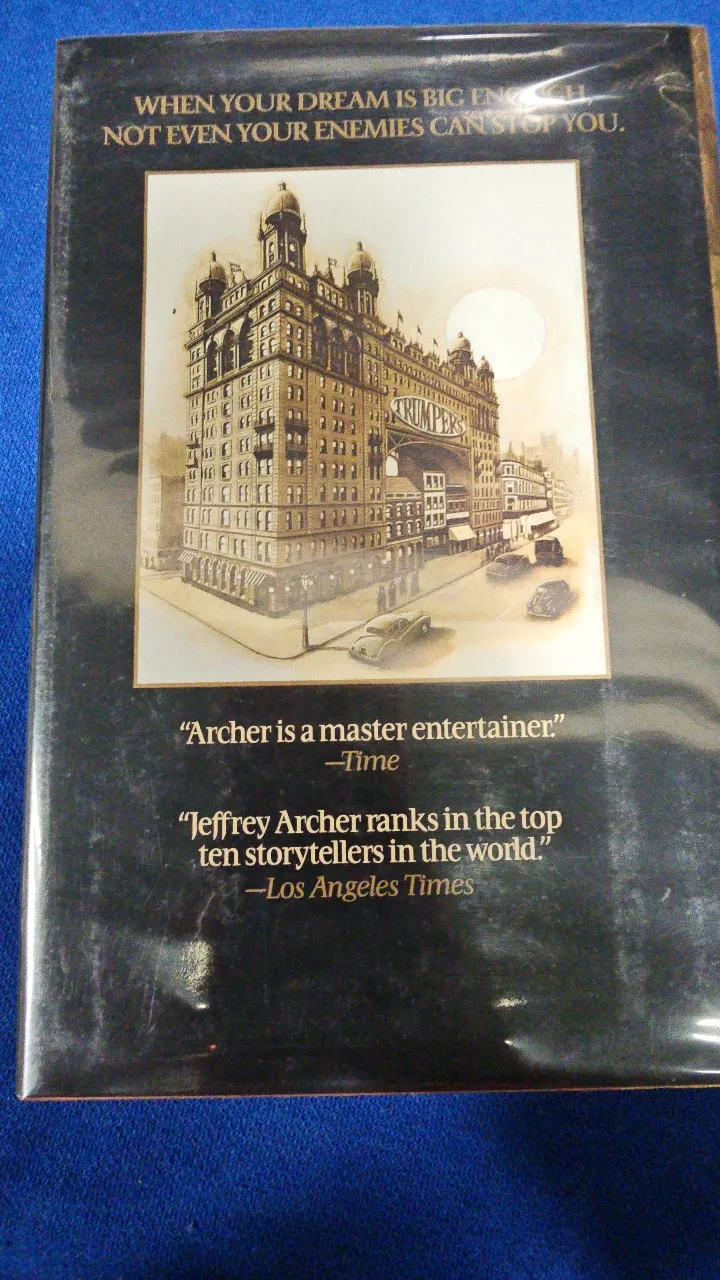 WHEN YOUR DREAM IS BIG ENOUGH,
NOT EVEN YOUR ENEMIES CAN STOP YOU.
TRUMPER'S
“Archer is a master entertainer.”
—Time
“Jeffrey Archer ranks in the top
ten storytellers in the world.”
—Los Angeles Times